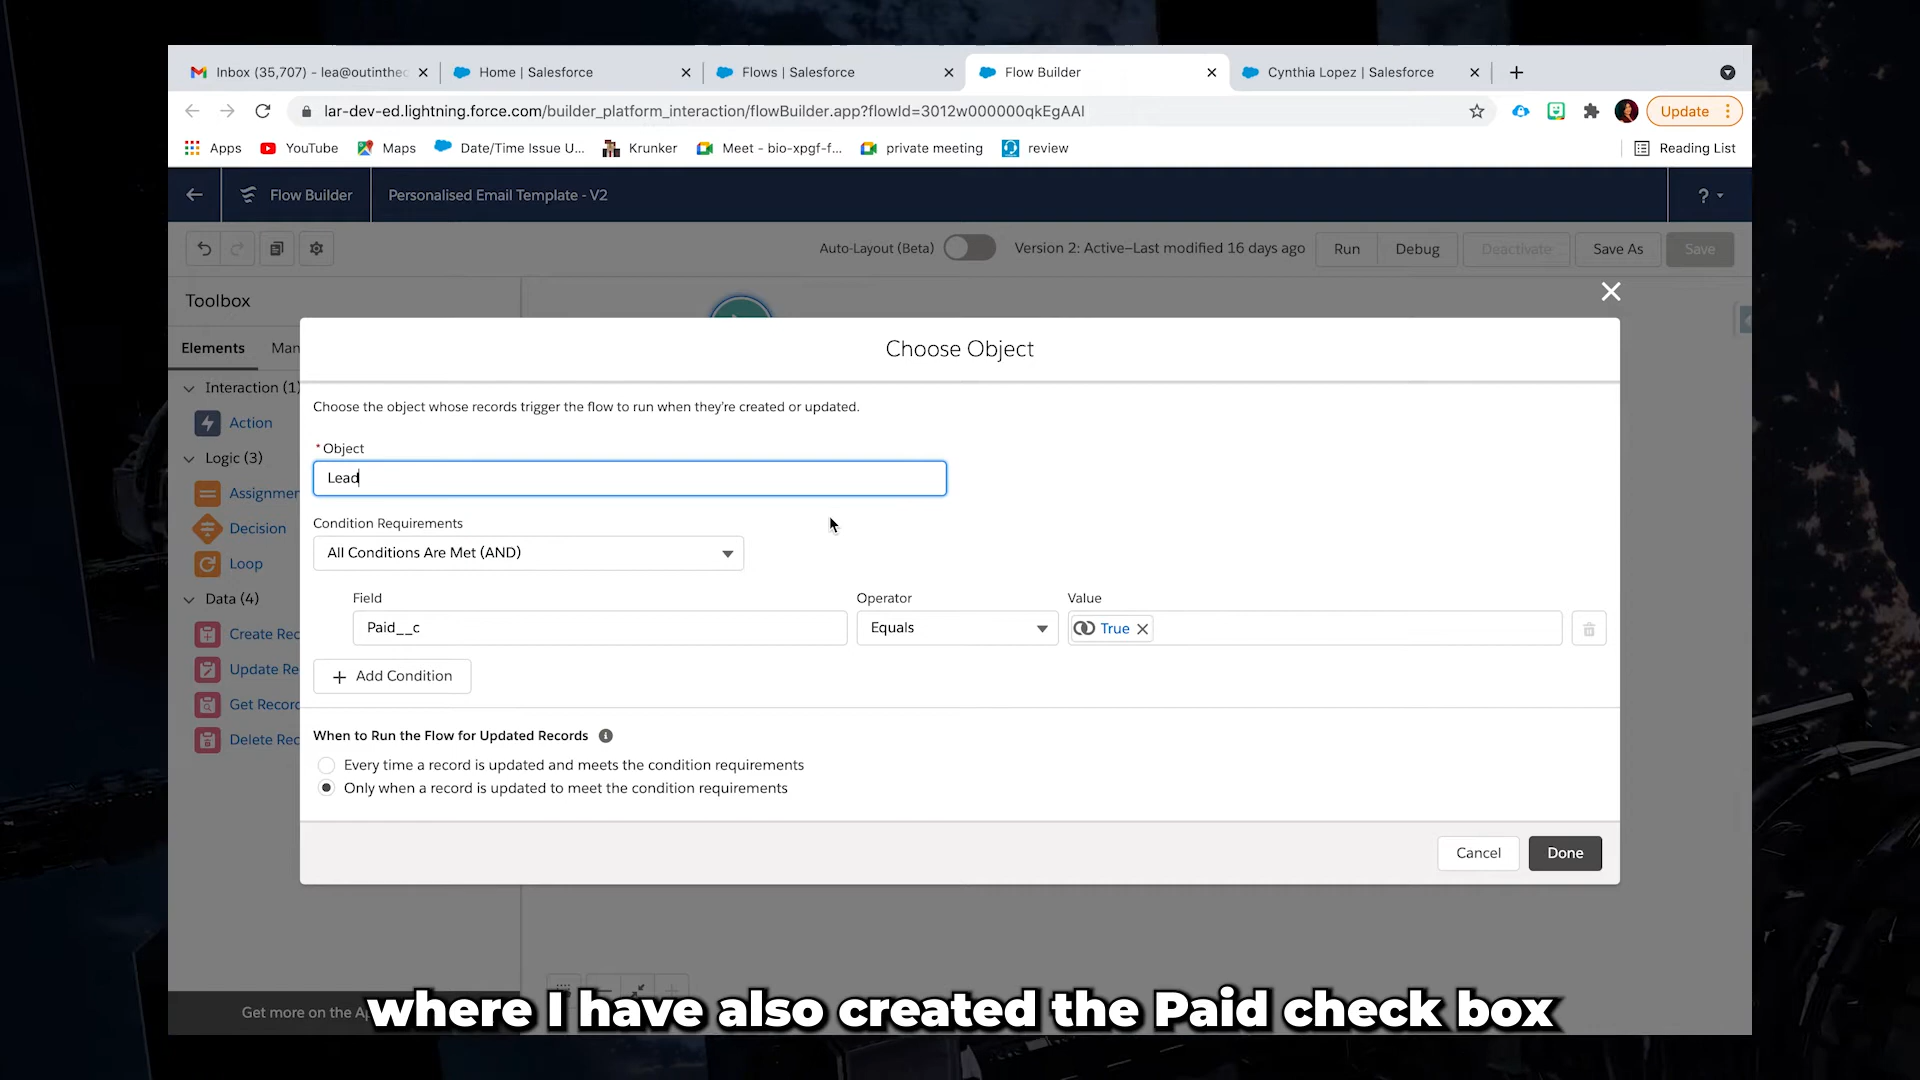 Inbox (35,707) - lea@outinthec
Home | Salesforce
Flows | Salesforce
Flow Builder
Cynthia Lopez | Salesforce
lar-dev-ed.lightning.force.com/builder_platform_interaction/flowBuilder.app?flowId=3012w000000qkEgAAI
Update
Apps
YouTube
Maps
Date/Time Issue U...
Krunker
Meet - bio-xpgf-f...
private meeting
review
Reading List
Flow Builder
Personalised Email Template - V2
?
Auto-Layout (Beta)
Version 2: Active–Last modified 16 days ago
Run
Debug
Deactivate
Save As
Save
Toolbox
Elements
Man
Interaction (1)
Action
Logic (3)
Assignmen
Decision
Loop
Data (4)
Create Rec
Update Re
Get Record
Delete Rec
Get more on the A
Choose Object
Choose the object whose records trigger the flow to run when they're created or updated.
* Object
Lead
Condition Requirements
All Conditions Are Met (AND)
Field
Operator
Value
Paid__c
Equals
True
Add Condition
When to Run the Flow for Updated Records
Every time a record is updated and meets the condition requirements
Only when a record is updated to meet the condition requirements
Cancel
Done
where I have also created the Paid check box